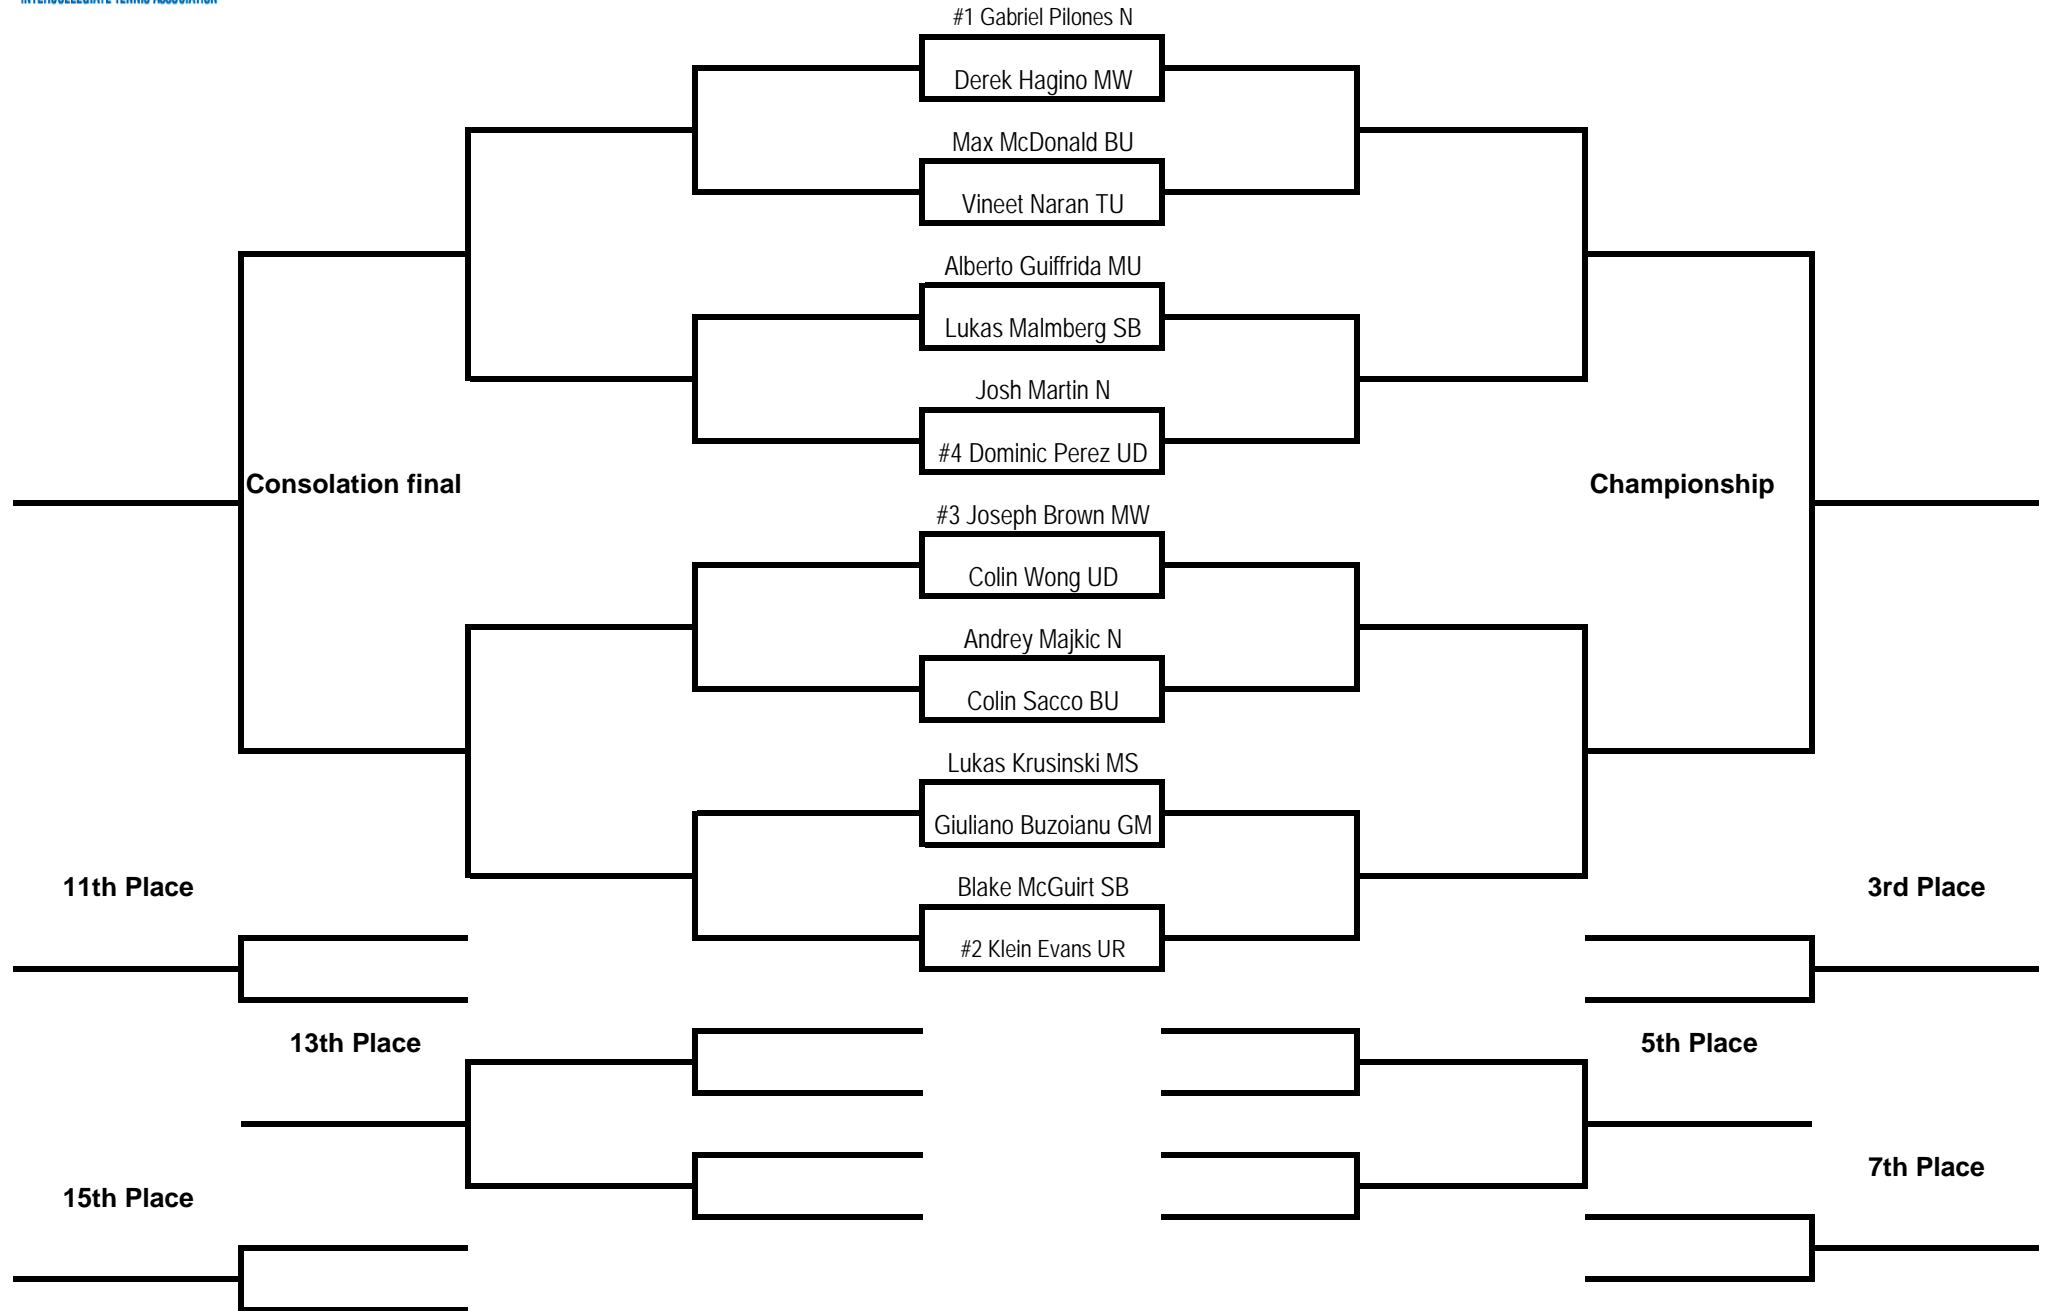 INTERCOLLEGIATE TENNIS ASSOCIATION
#1 Gabriel Pilones N
Derek Hagino MW
Max McDonald BU
Vineet Naran TU
Alberto Guiffrida MU
Lukas Malmberg SB
Josh Martin N
#4 Dominic Perez UD
Consolation final
Championship
#3 Joseph Brown MW
Colin Wong UD
Andrey Majkic N
Colin Sacco BU
Lukas Krusinski MS
Giuliano Buzoianu GM
11th Place
Blake McGuirt SB
3rd Place
#2 Klein Evans UR
13th Place
5th Place
7th Place
15th Place